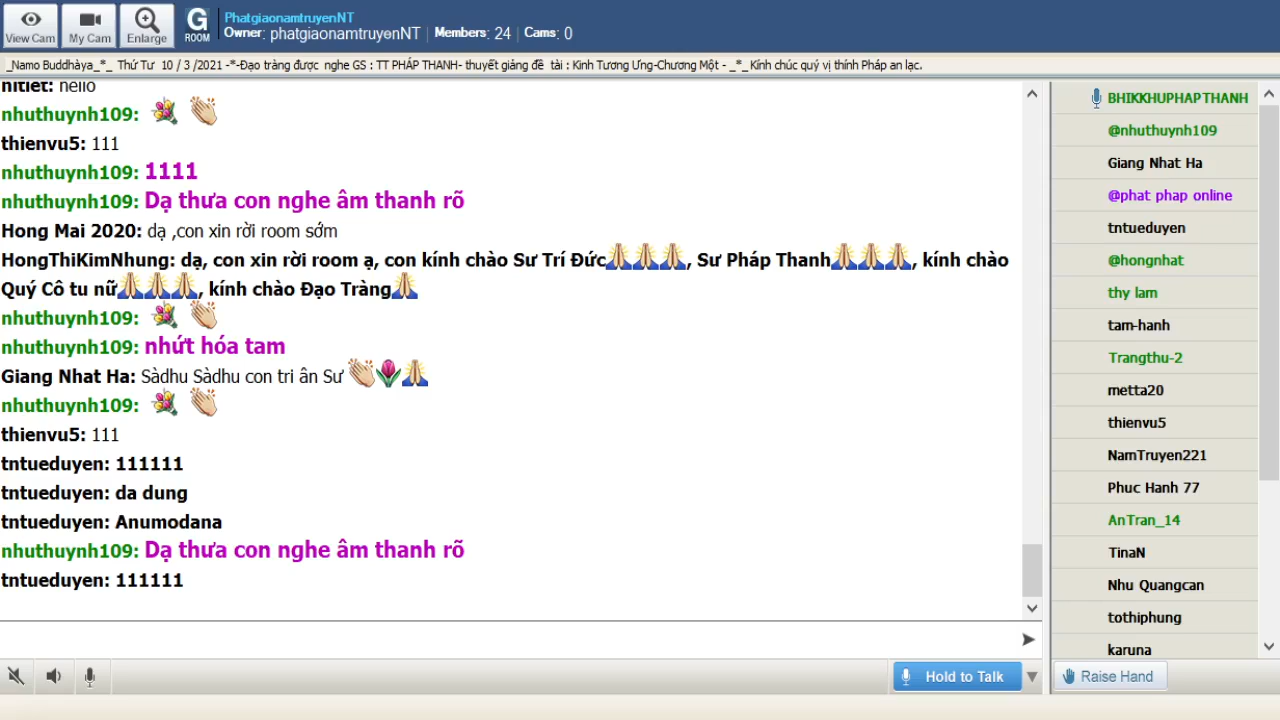 View Cam
My Cam
Enlarge
G
ROOM
PhatgiaonamtruyenNT
Owner: phatgiaonamtruyenNT | Members: 24 | Cams: 0
_Namo Buddhàya_*_ Thứ Tư 10 / 3 /2021 -*-Đạo tràng được nghe GS : TT PHÁP THANH- thuyết giảng đề tài : Kinh Tương Ưng-Chương Một - _*_Kính chúc quý vị thính Pháp an lạc.
hitlet: hello
nhuthuynh109:
thienvu5: 111
nhuthuynh109: 1111
nhuthuynh109: Dạ thưa con nghe âm thanh rõ
Hong Mai 2020: dạ ,con xin rời room sớm
HongThiKimNhung: dạ, con xin rời room ạ, con kính chào Sư Trí Đức🙏🙏🙏, Sư Pháp Thanh🙏🙏🙏, kính chào
Quý Cô tu nữ🙏🙏🙏, kính chào Đạo Tràng🙏
nhuthuynh109:
nhuthuynh109: nhứt hóa tam
Giang Nhat Ha: Sàdhu Sàdhu con tri ân Sư 👏🌷🙏
nhuthuynh109:
thienvu5: 111
tntueduyen: 111111
tntueduyen: da dung
tntueduyen: Anumodana
nhuthuynh109: Dạ thưa con nghe âm thanh rõ
tntueduyen: 111111
BHIKKHUPHAPTHANH
@nhuthuynh109
Giang Nhat Ha
@phat phap online
tntueduyen
@hongnhat
thy lam
tam-hanh
Trangthu-2
metta20
thienvu5
NamTruyen221
Phuc Hanh 77
AnTran_14
TinaN
Nhu Quangcan
tothiphung
karuna
Hold to Talk
Raise Hand